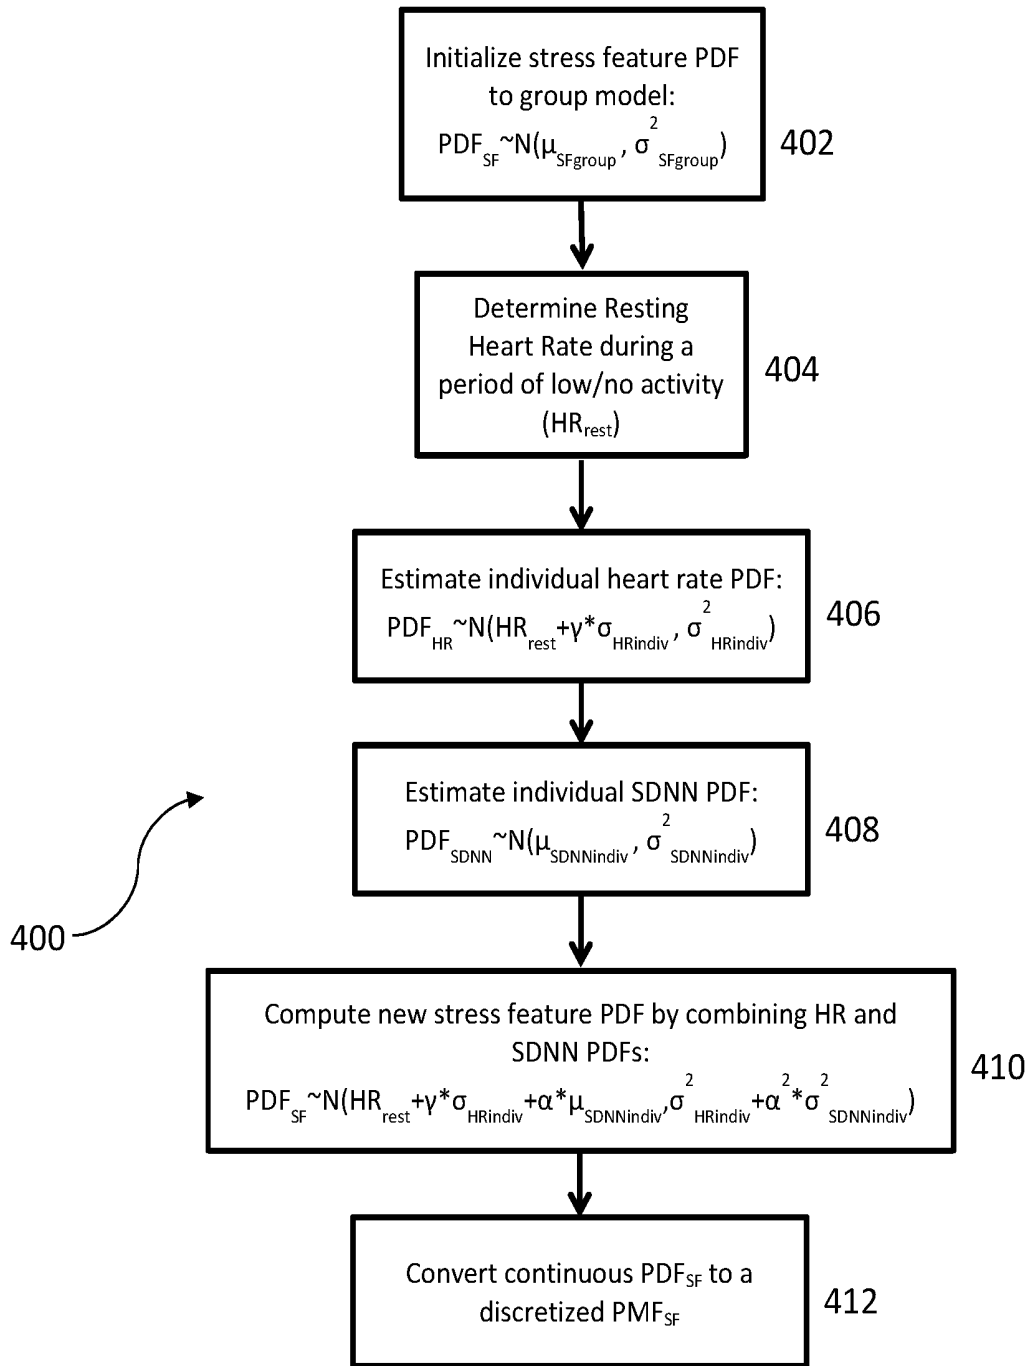 Initialize stress feature PDF
to group model:
PDF_SF~N(μ_SFgroup, σ²_SFgroup)
402
Determine Resting
Heart Rate during a
period of low/no activity
(HR_rest)
404
Estimate individual heart rate PDF:
PDF_HR~N(HR_rest+γ*σ_HRindiv, σ²_HRindiv)
406
Estimate individual SDNN PDF:
PDF_SDNN~N(μ_SDNNindiv, σ²_SDNNindiv)
408
400
Compute new stress feature PDF by combining HR and
SDNN PDFs:
PDF_SF~N(HR_rest+γ*σ_HRindiv+α*μ_SDNNindiv,σ²_HRindiv+α²*σ²_SDNNindiv)
410
Convert continuous PDF_SF to a
discretized PMF_SF
412